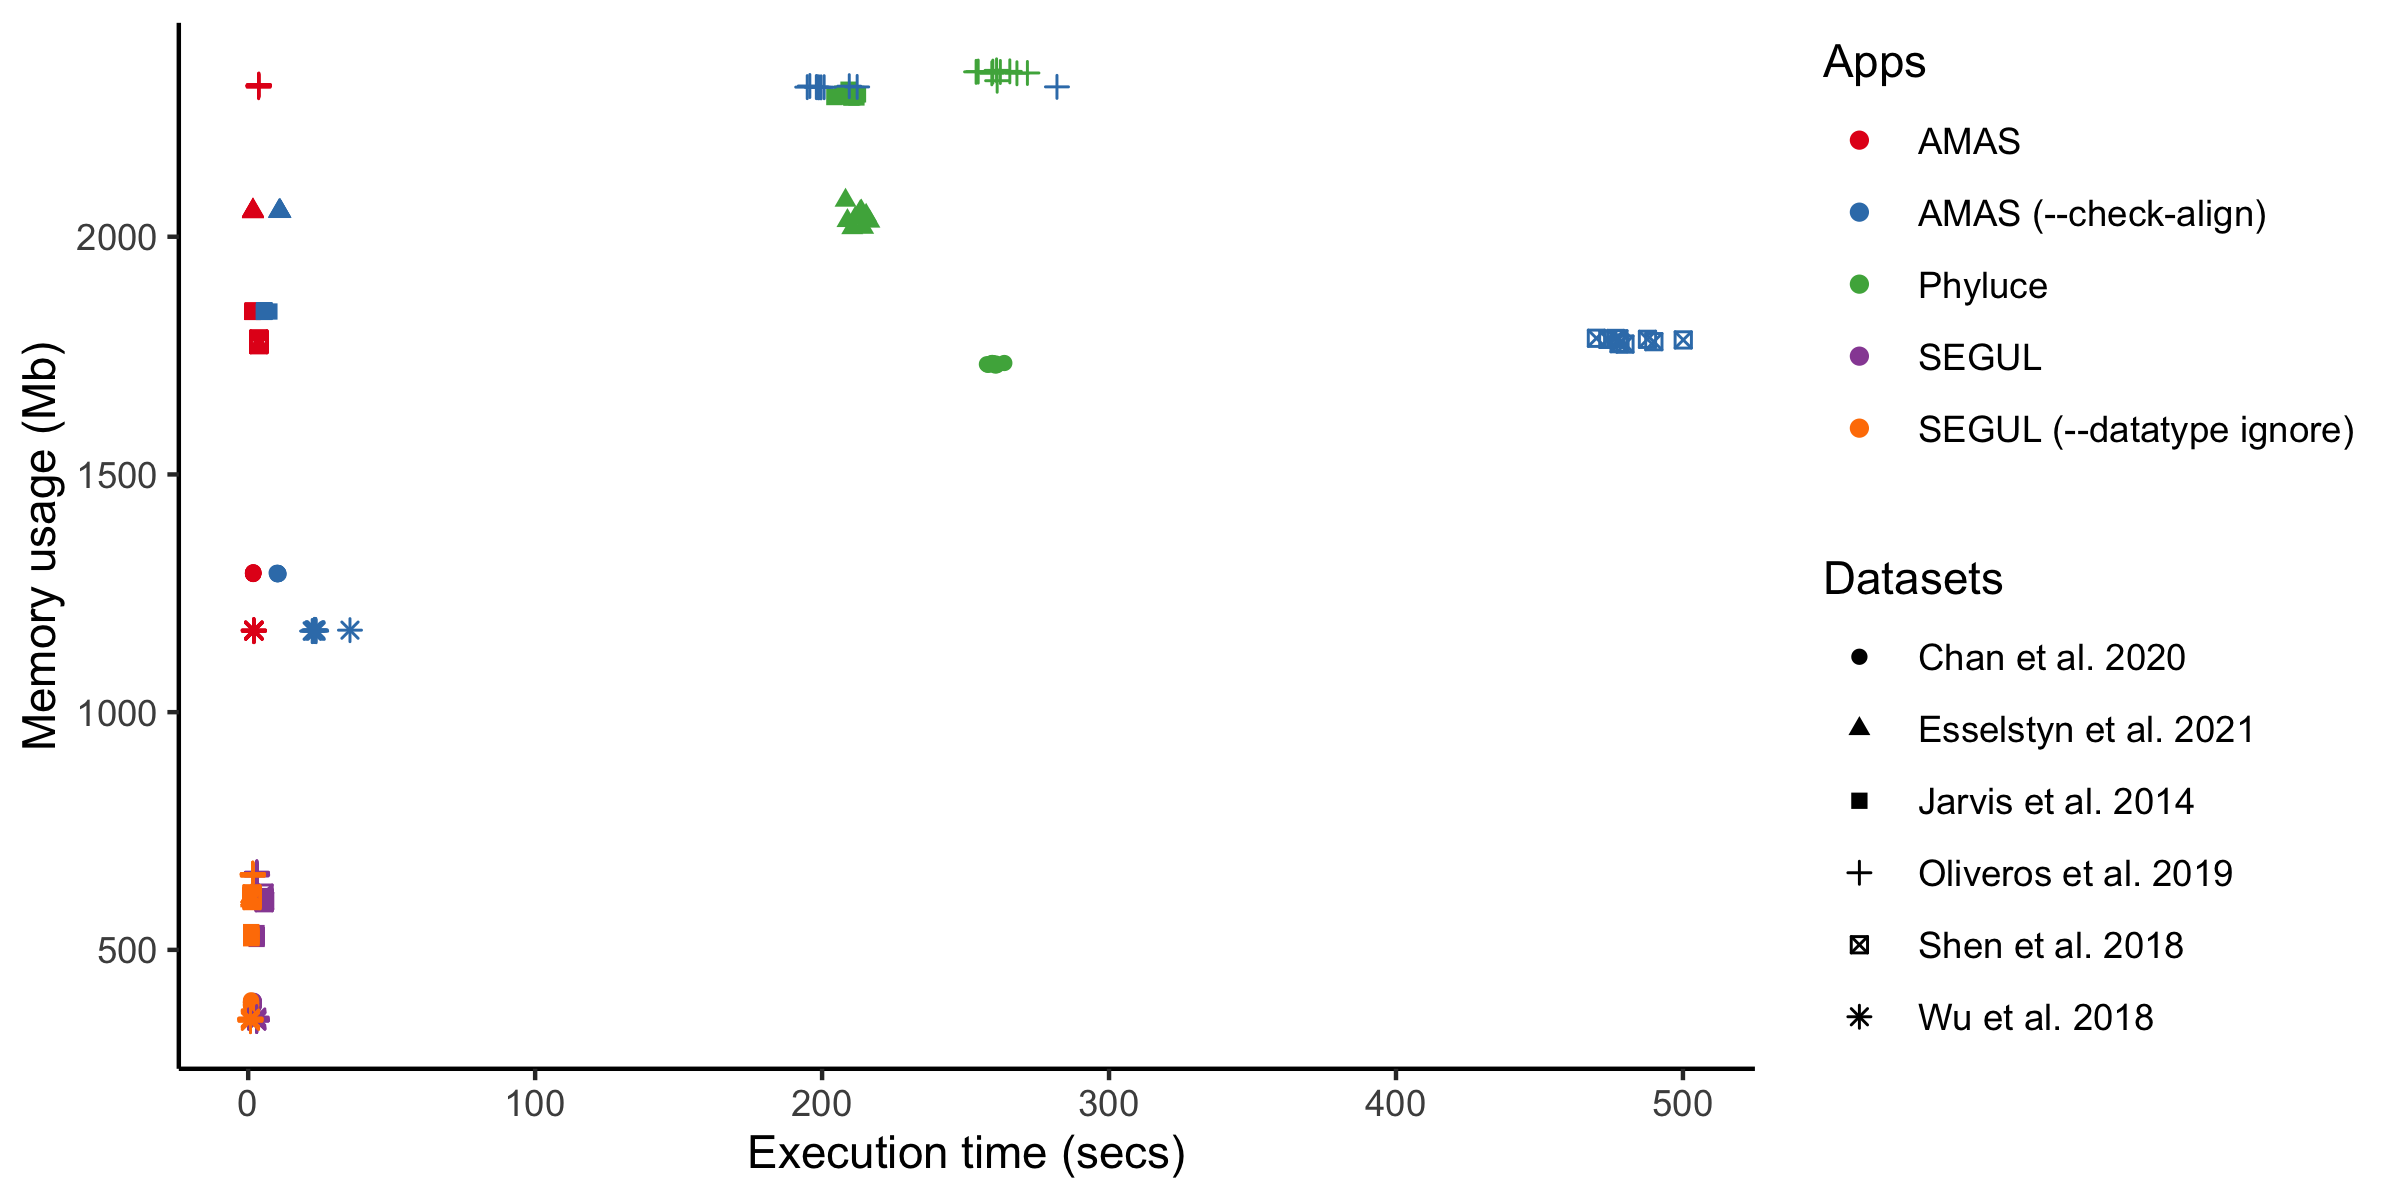 Memory usage (Mb)
2000
1500
1000
500
0
100
200
300
400
500
Execution time (secs)
Apps
AMAS
AMAS (--check-align)
Phyluce
SEGUL
SEGUL (--datatype ignore)
Datasets
Chan et al. 2020
Esselstyn et al. 2021
Jarvis et al. 2014
Oliveros et al. 2019
Shen et al. 2018
Wu et al. 2018